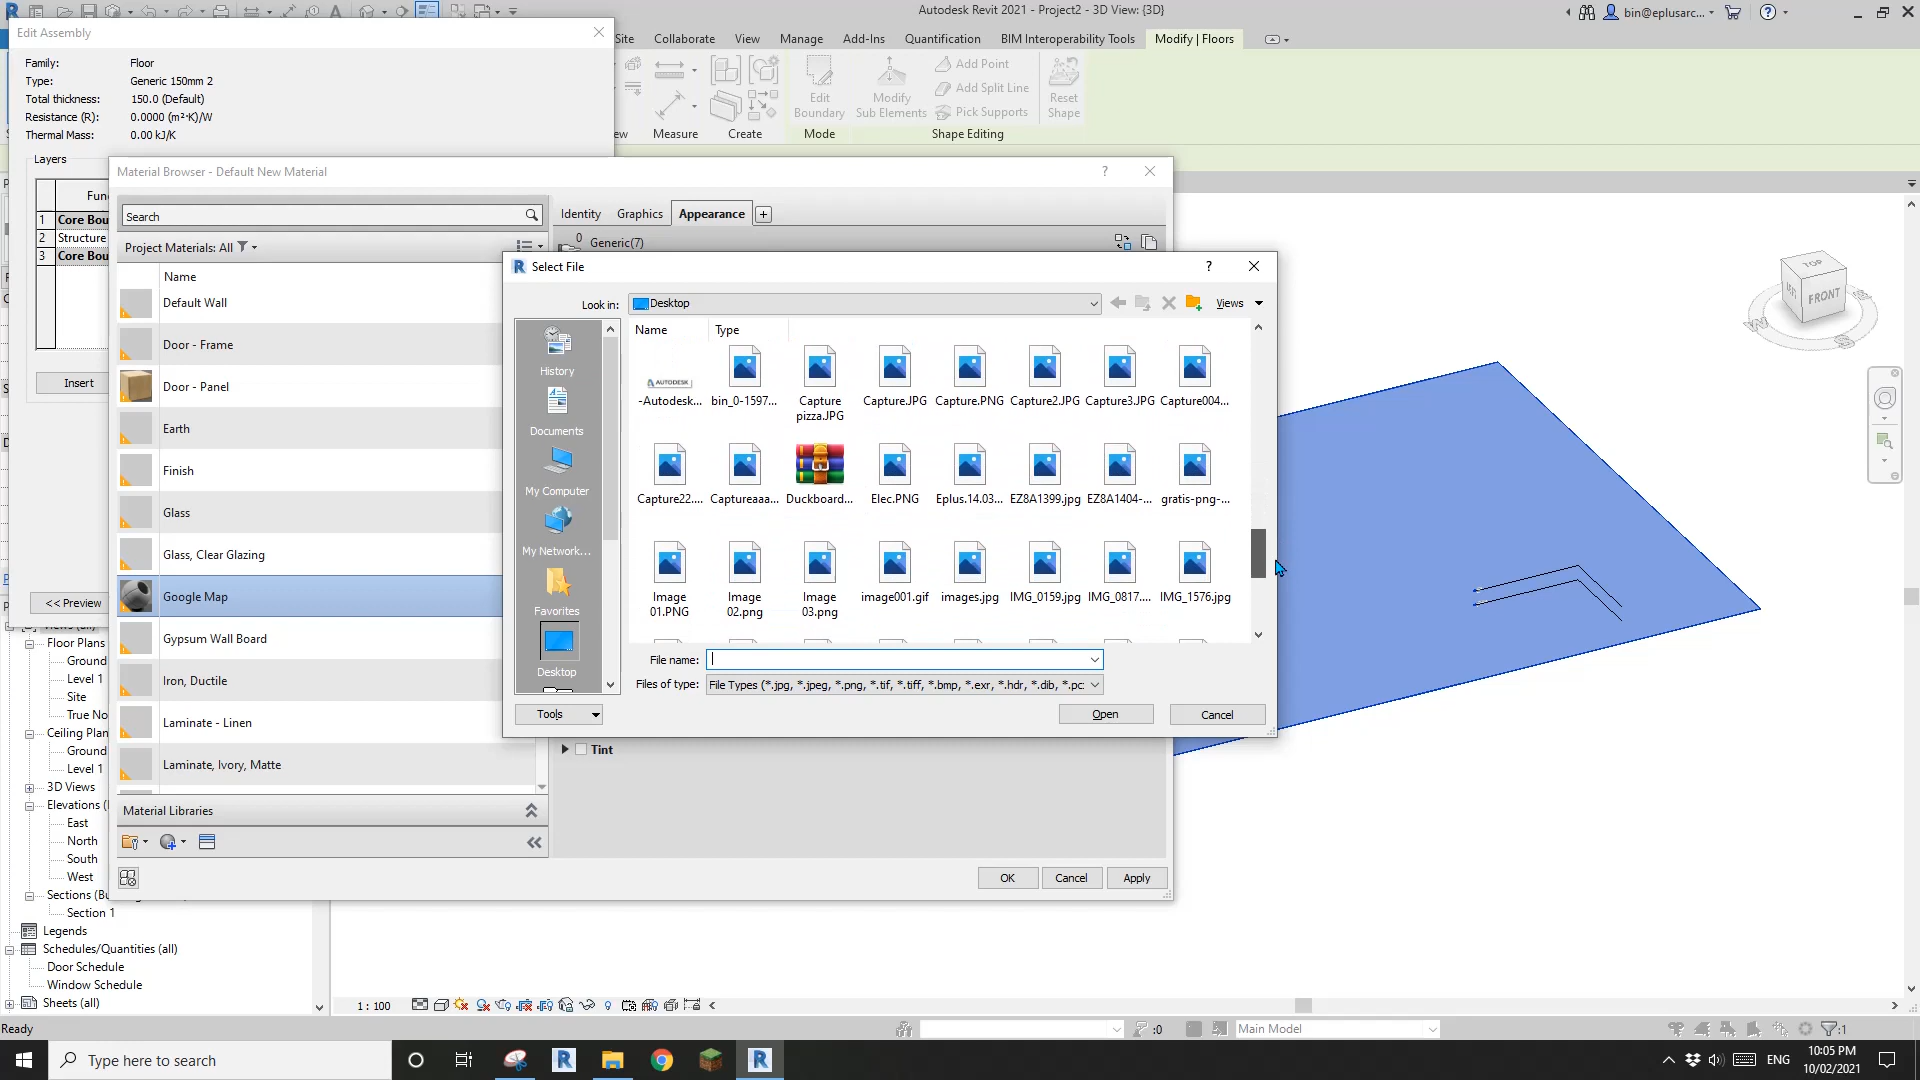 Autodesk Revit 2021 - Project2 - 3D View: {3D}
bin@eplusarc...
Edit Assembly
Site Collaborate View Manage Add-Ins Quantification BIM Interoperability Tools Modify | Floors
Family: Floor
Type: Generic 150mm 2
Total thickness: 150.0 (Default)
Resistance (R): 0.0000 (m²·K)/W
Thermal Mass: 0.00 kJ/K
Layers
Add Point
Add Split Line
Pick Supports
Edit Boundary
Modify Sub Elements
Reset Shape
Measure Create Mode Shape Editing
Material Browser - Default New Material
Search
Identity Graphics Appearance
Project Materials: All
0 Generic(7)
1 Core Bou
2 Structure
3 Core Bou
Insert
<< Preview
Name
Default Wall
Door - Frame
Door - Panel
Earth
Finish
Glass
Glass, Clear Glazing
Google Map
Gypsum Wall Board
Iron, Ductile
Laminate - Linen
Laminate, Ivory, Matte
Material Libraries
Select File
Look in: Desktop
Views
Name Type
History
Documents
My Computer
My Network...
Favorites
Desktop
AUTODESK
-Autodesk... bin_0-1597... Capture pizza.JPG Capture.JPG Capture.PNG Capture2.JPG Capture3.JPG Capture004...
Capture22.... Captureaaa... Duckboard... Elec.PNG Eplus.14.03... EZ8A1399.jpg EZ8A1404-... gratis-png-...
Image 01.PNG Image 02.png Image 03.png image001.gif images.jpg IMG_0159.jpg IMG_0817.... IMG_1576.jpg
File name:
Files of type: File Types (*.jpg, *.jpeg, *.png, *.tif, *.tiff, *.bmp, *.exr, *.hdr, *.dib, *.pc:
Tools Open Cancel
Tint
OK Cancel Apply
TOP
FRONT
W
Floor Plans
Ground
Level 1
Site
True No
Ceiling Plan
Ground
Level 1
3D Views
Elevations (
East
North
South
West
Sections (Bu
Section 1
Legends
Schedules/Quantities (all)
Door Schedule
Window Schedule
Sheets (all)
1 : 100
Ready
:0
Main Model
:1
Type here to search
ENG
10:05 PM
10/02/2021